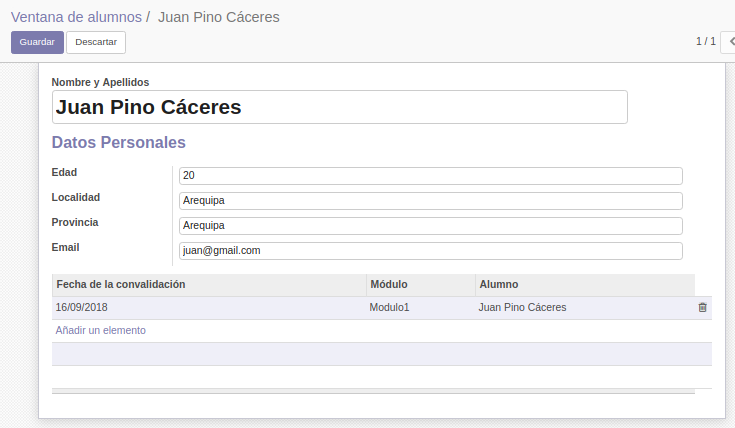 Ventana de alumnos / Juan Pino Cáceres
Guardar Descartar 1 / 1
Nombre y Apellidos
Juan Pino Cáceres
Datos Personales
Edad 20
Localidad Arequipa
Provincia Arequipa
Email juan@gmail.com
Fecha de la convalidación Módulo Alumno
16/09/2018 Modulo1 Juan Pino Cáceres
Añadir un elemento